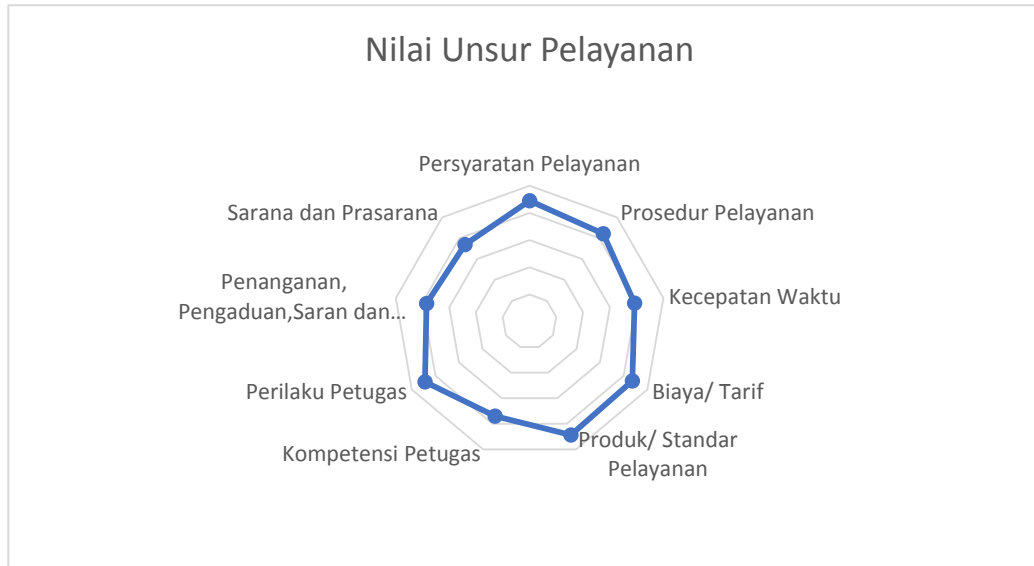 Nilai Unsur Pelayanan
Persyaratan Pelayanan
Prosedur Pelayanan
Kecepatan Waktu
Biaya/ Tarif
Produk/ Standar
Pelayanan
Kompetensi Petugas
Perilaku Petugas
Penanganan,
Pengaduan,Saran dan...
Sarana dan Prasarana